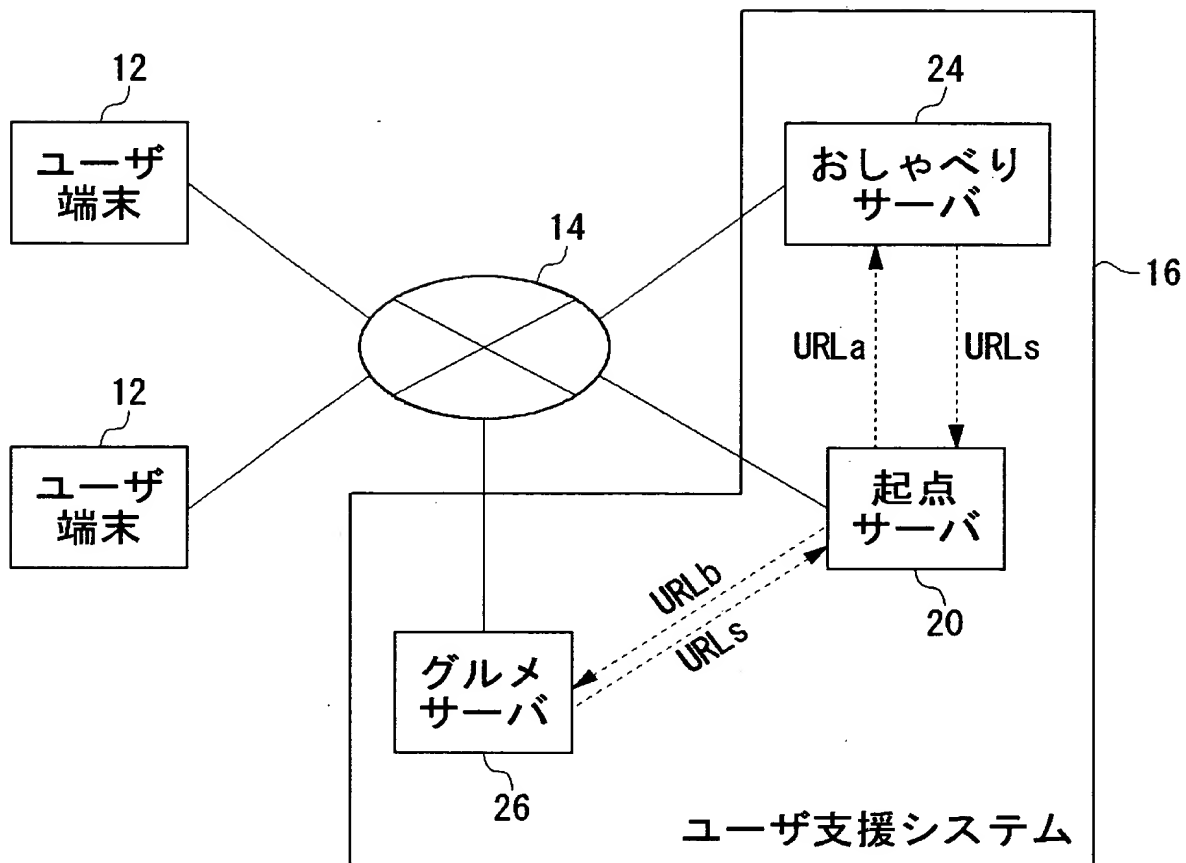 12
ユーザ
端末
24
おしゃべり
サーバ
14
16
URLa
URLs
12
ユーザ
端末
起点
サーバ
20
URLb
URLs
グルメ
サーバ
26
ユーザ支援システム